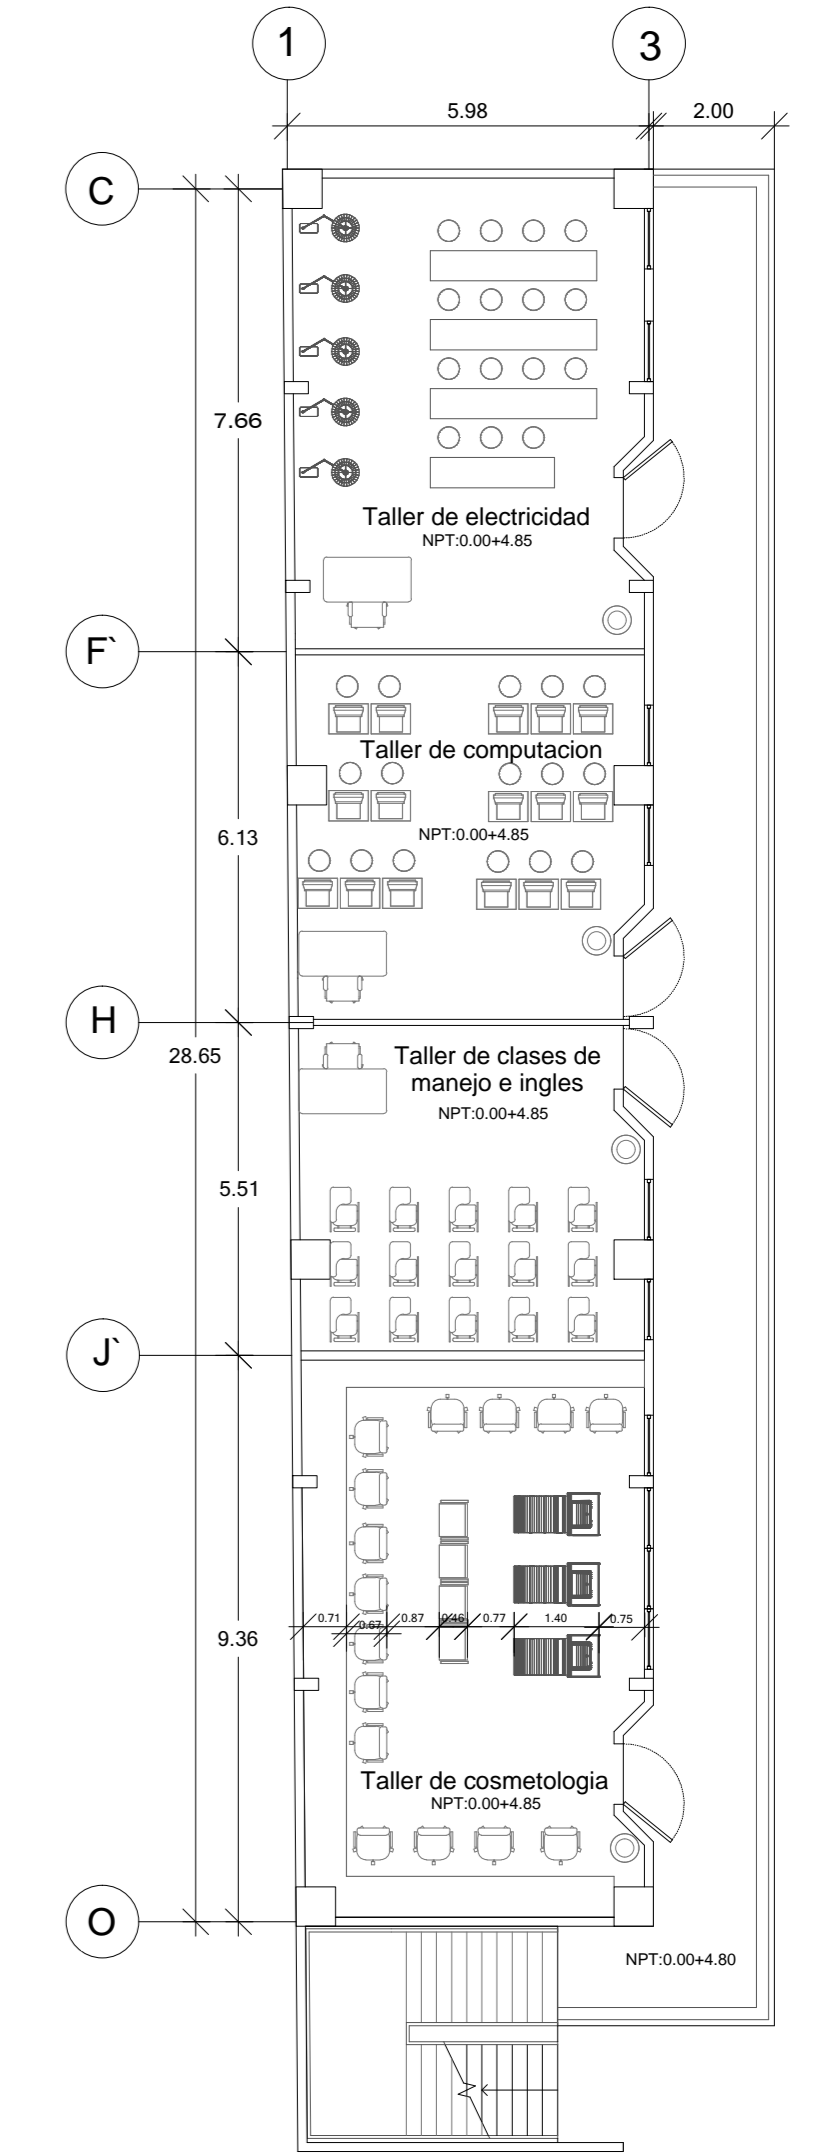 1
3
5.98
2.00
C
7.66
Taller de electricidad
NPT:0.00+4.85
F`
Taller de computacion
NPT:0.00+4.85
6.13
H
28.65
Taller de clases de
manejo e ingles
NPT:0.00+4.85
5.51
J`
0.71
0.67
0.87
0.46
0.77
1.40
0.75
9.36
Taller de cosmetologia
NPT:0.00+4.85
O
NPT:0.00+4.80